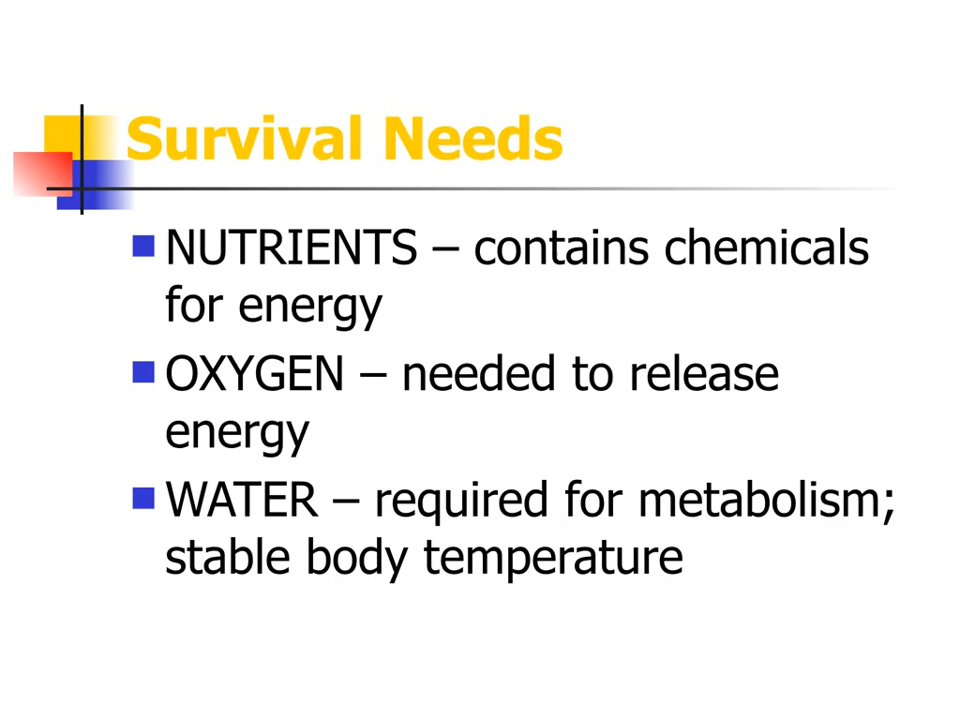 Survival Needs
NUTRIENTS – contains chemicals
for energy
OXYGEN – needed to release
energy
WATER – required for metabolism;
stable body temperature